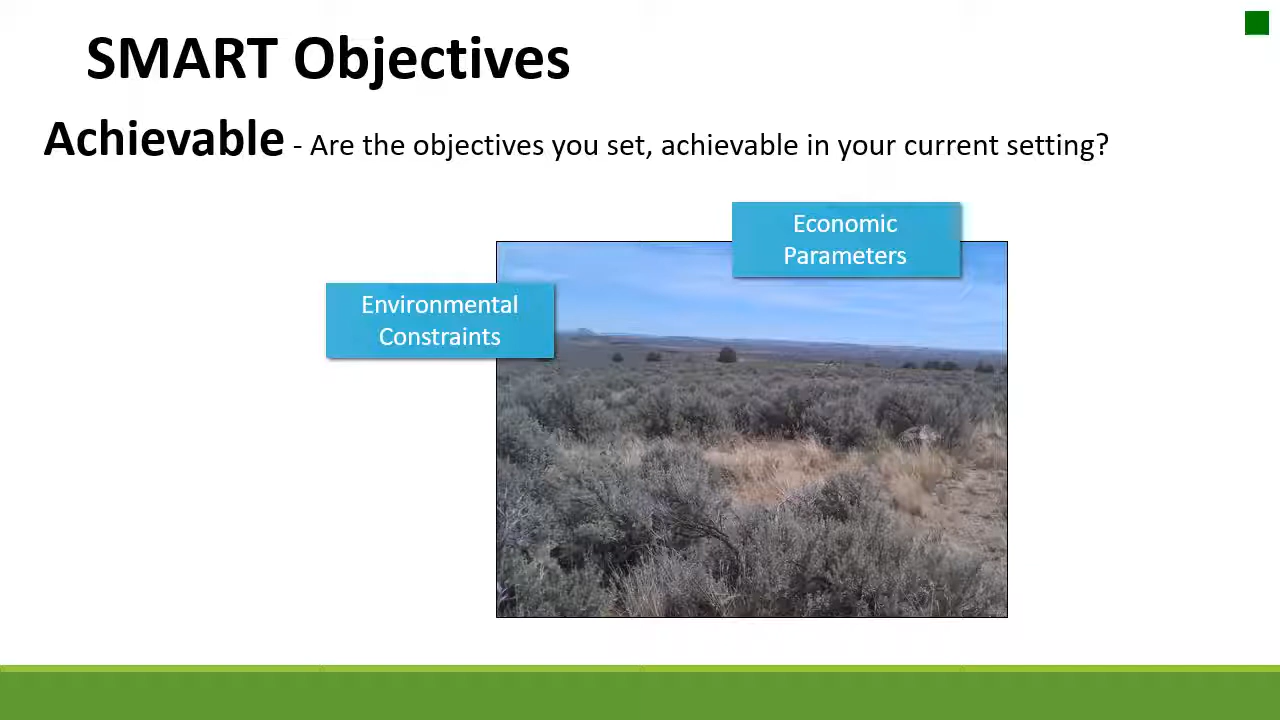 SMART Objectives
Achievable - Are the objectives you set, achievable in your current setting?
Economic
Parameters
Environmental
Constraints